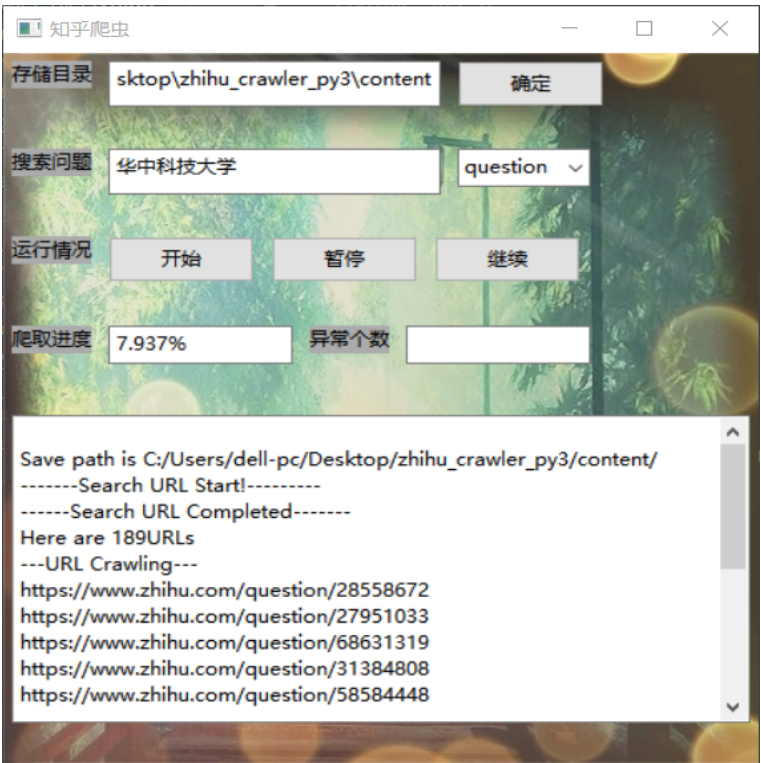 知乎爬虫
存储目录 sktop\zhihu_crawler_py3\content 确定
搜索问题 华中科技大学 question
运行情况 开始 暂停 继续
爬取进度 7.937% 异常个数
Save path is C:/Users/dell-pc/Desktop/zhihu_crawler_py3/content/
-------Search URL Start!---------
------Search URL Completed-------
Here are 189URLs
---URL Crawling---
https://www.zhihu.com/question/28558672
https://www.zhihu.com/question/27951033
https://www.zhihu.com/question/68631319
https://www.zhihu.com/question/31384808
https://www.zhihu.com/question/58584448